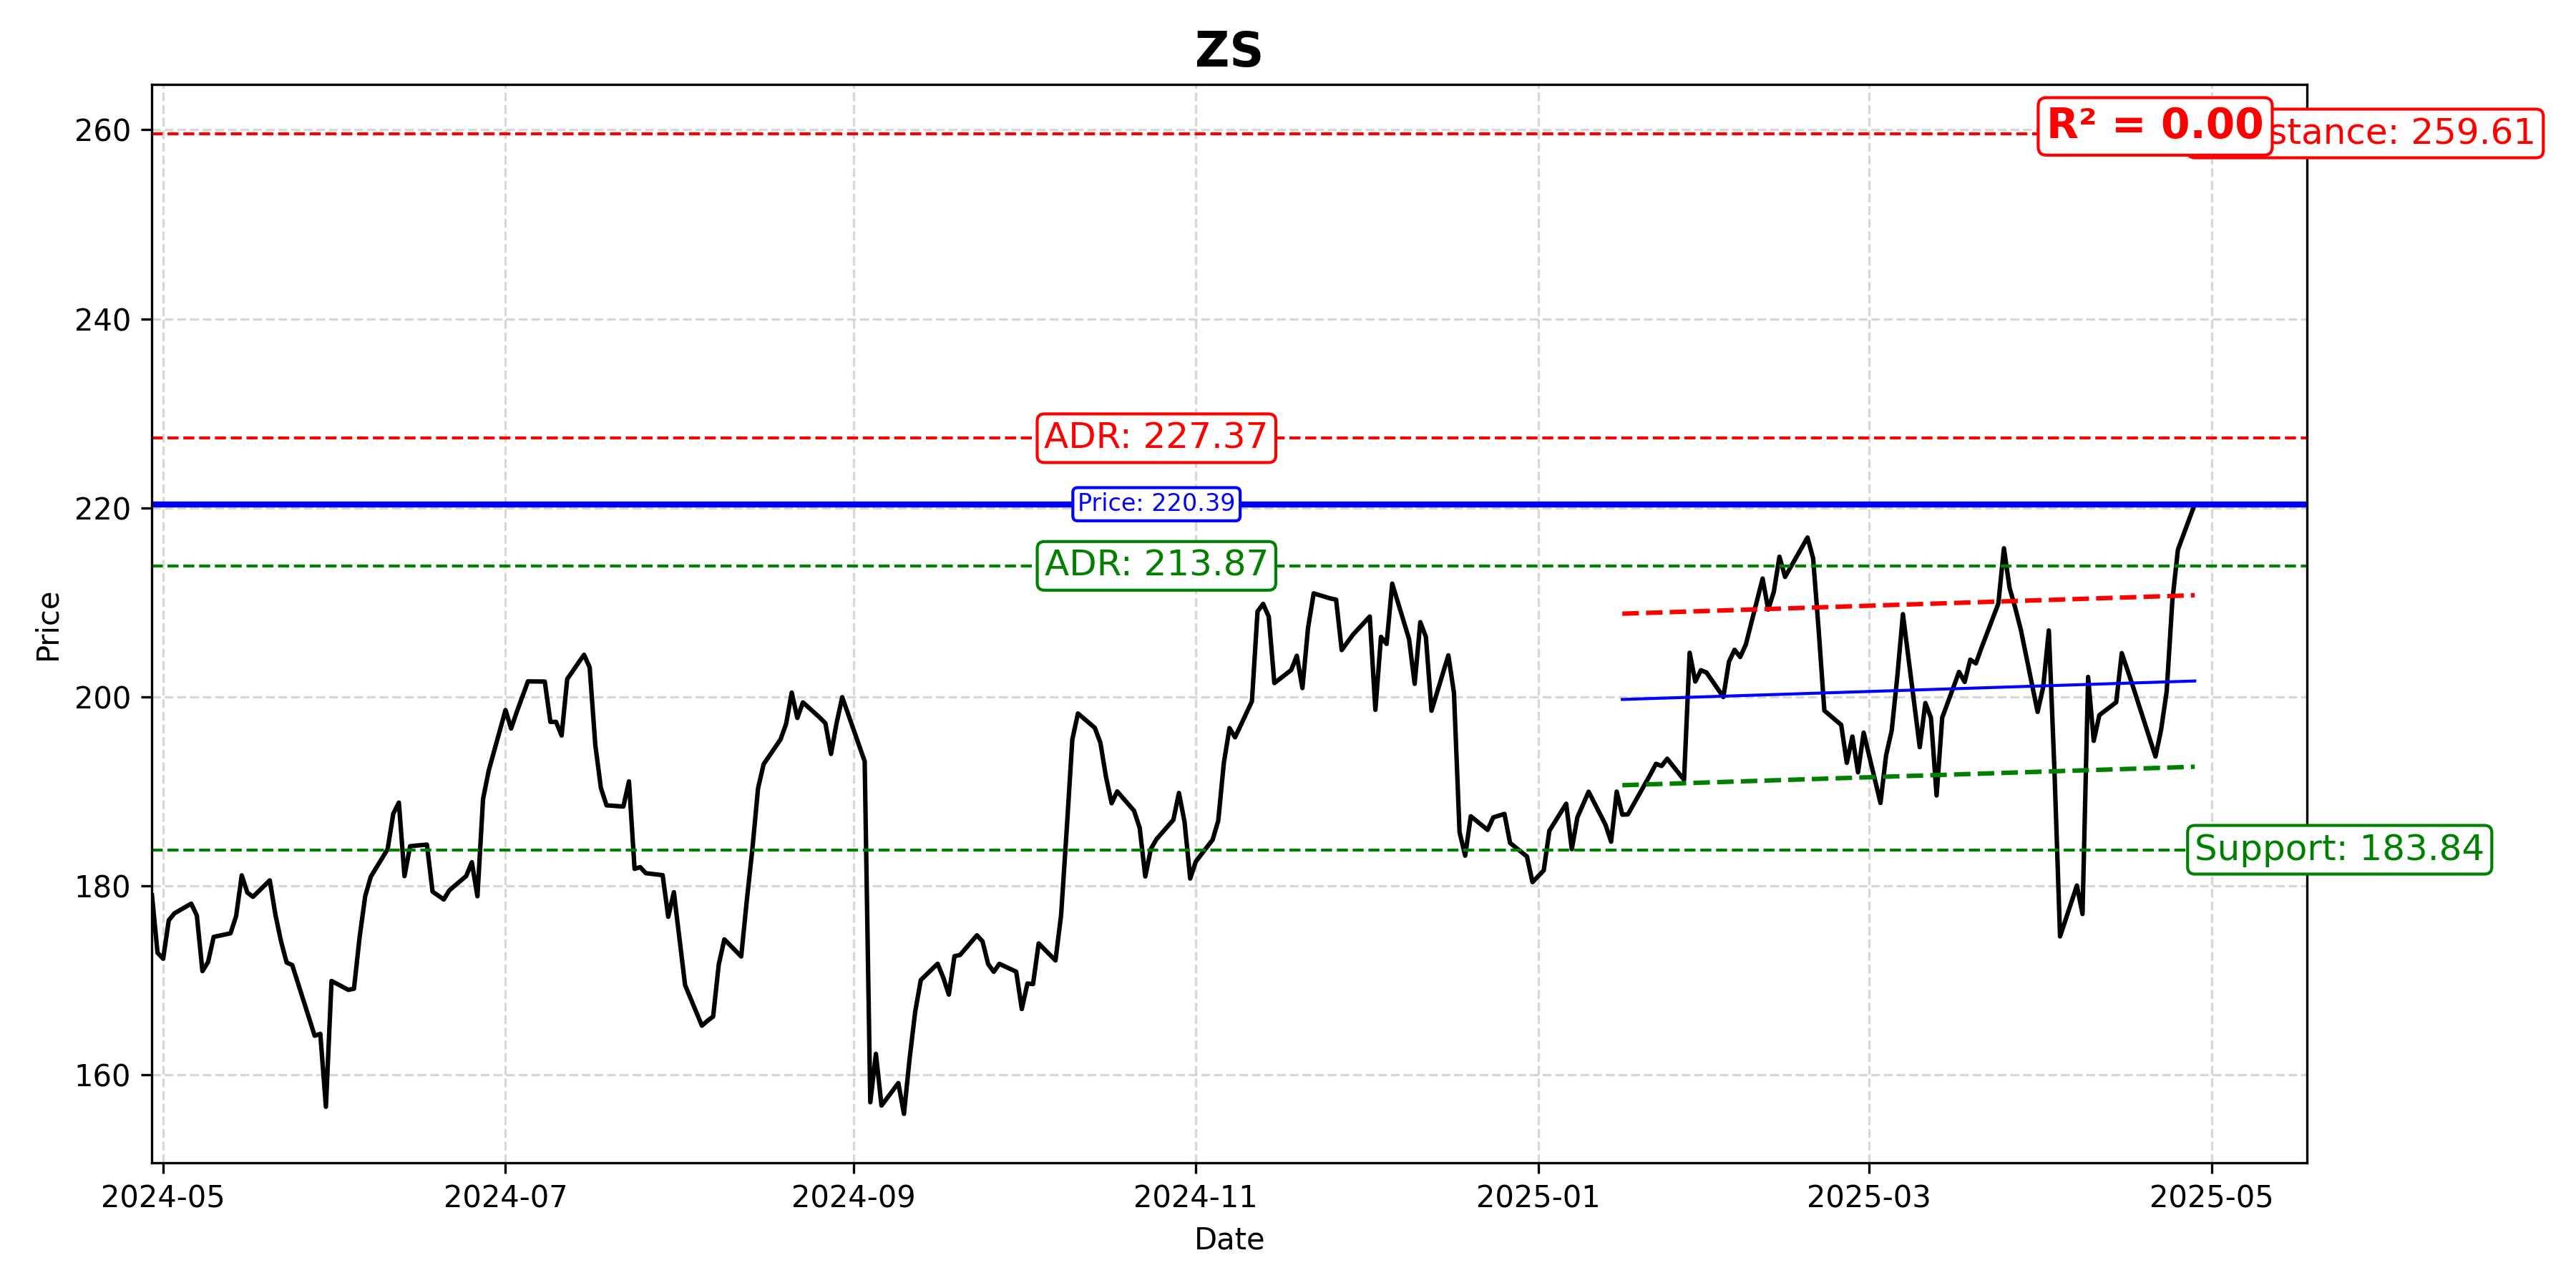 ZS
260
240
220
200
180
160
Price
R² = 0.00
stance: 259.61
ADR: 227.37
Price: 220.39
ADR: 213.87
Support: 183.84
2024-05
2024-07
2024-09
2024-11
2025-01
2025-03
2025-05
Date